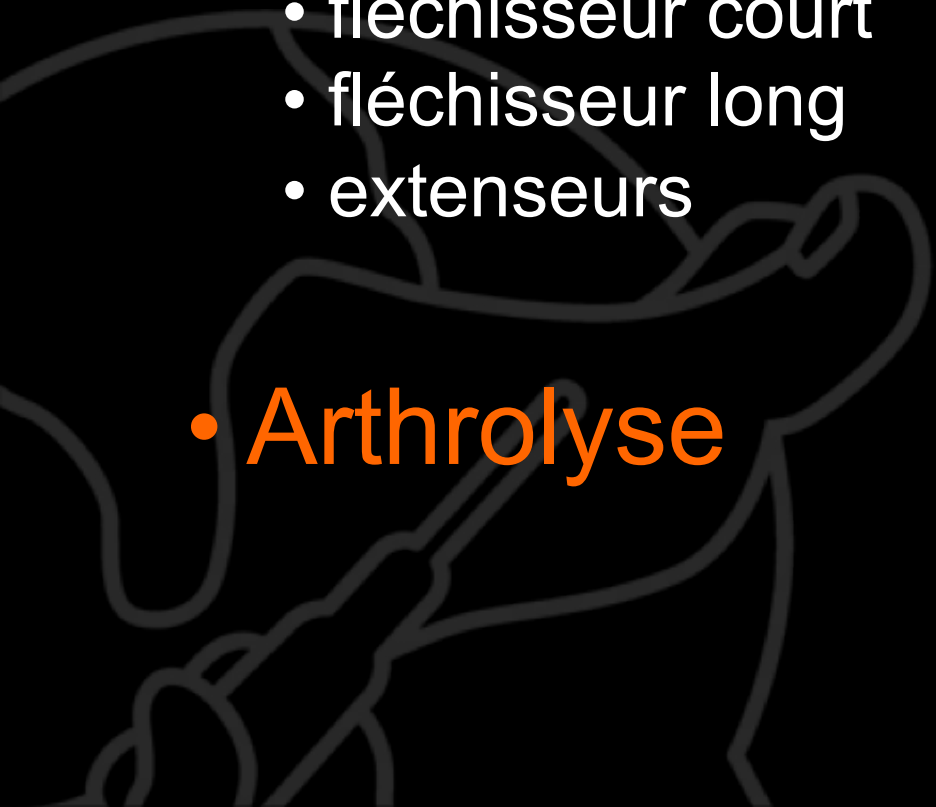 • fléchisseur court
• fléchisseur long
• extenseurs
• Arthrolyse